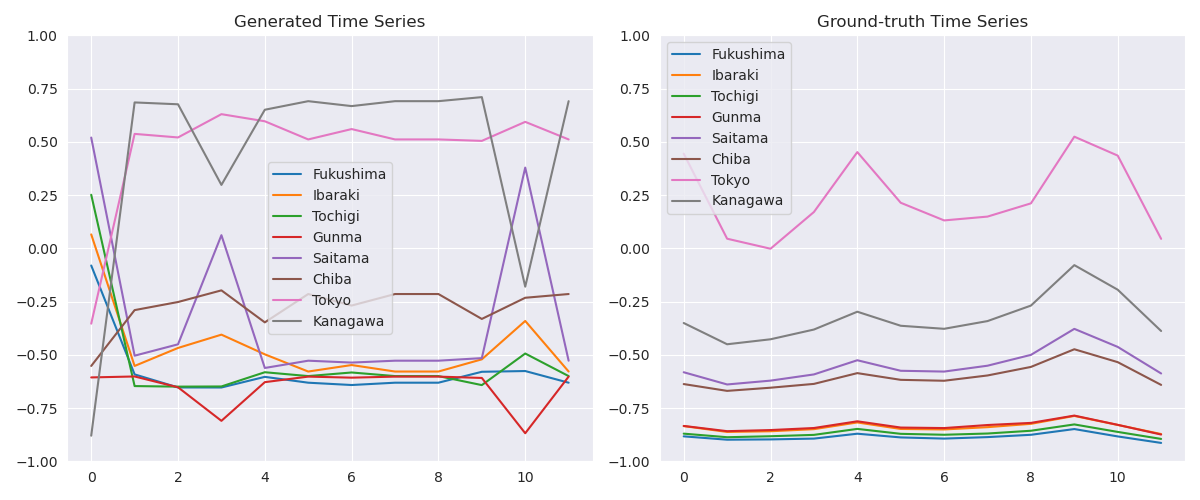 Generated Time Series
1.00
0.75
0.50
0.25
0.00
−0.25
−0.50
−0.75
−1.00
0 2 4 6 8 10
Fukushima
Ibaraki
Tochigi
Gunma
Saitama
Chiba
Tokyo
Kanagawa
Ground-truth Time Series
1.00
0.75
0.50
0.25
0.00
−0.25
−0.50
−0.75
−1.00
0 2 4 6 8 10
Fukushima
Ibaraki
Tochigi
Gunma
Saitama
Chiba
Tokyo
Kanagawa